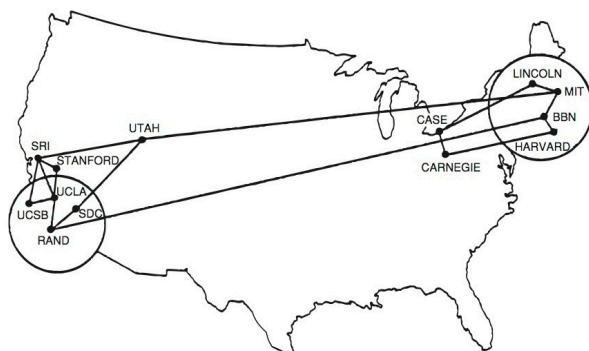 LINCOLN
MIT
CASE
BBN
UTAH
HARVARD
SRI
STANFORD
CARNEGIE
UCLA
UCSB
SDC
RAND